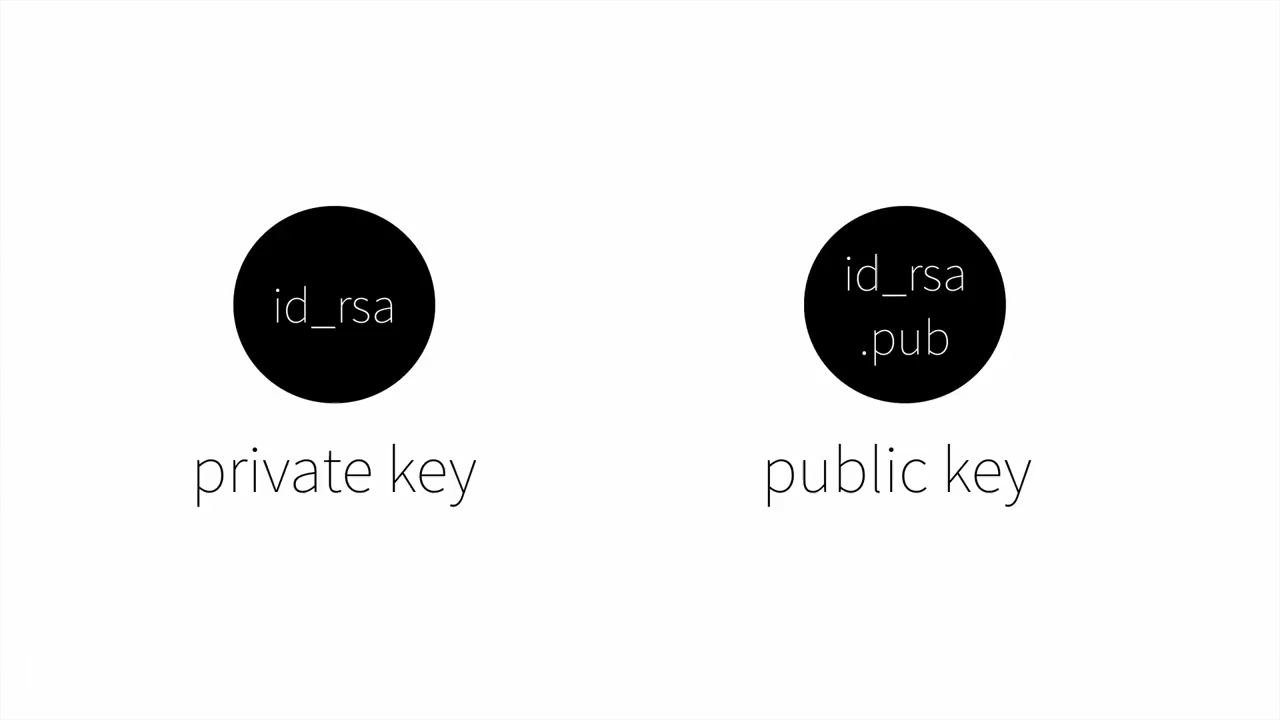 id_rsa
private key
id_rsa
.pub
public key